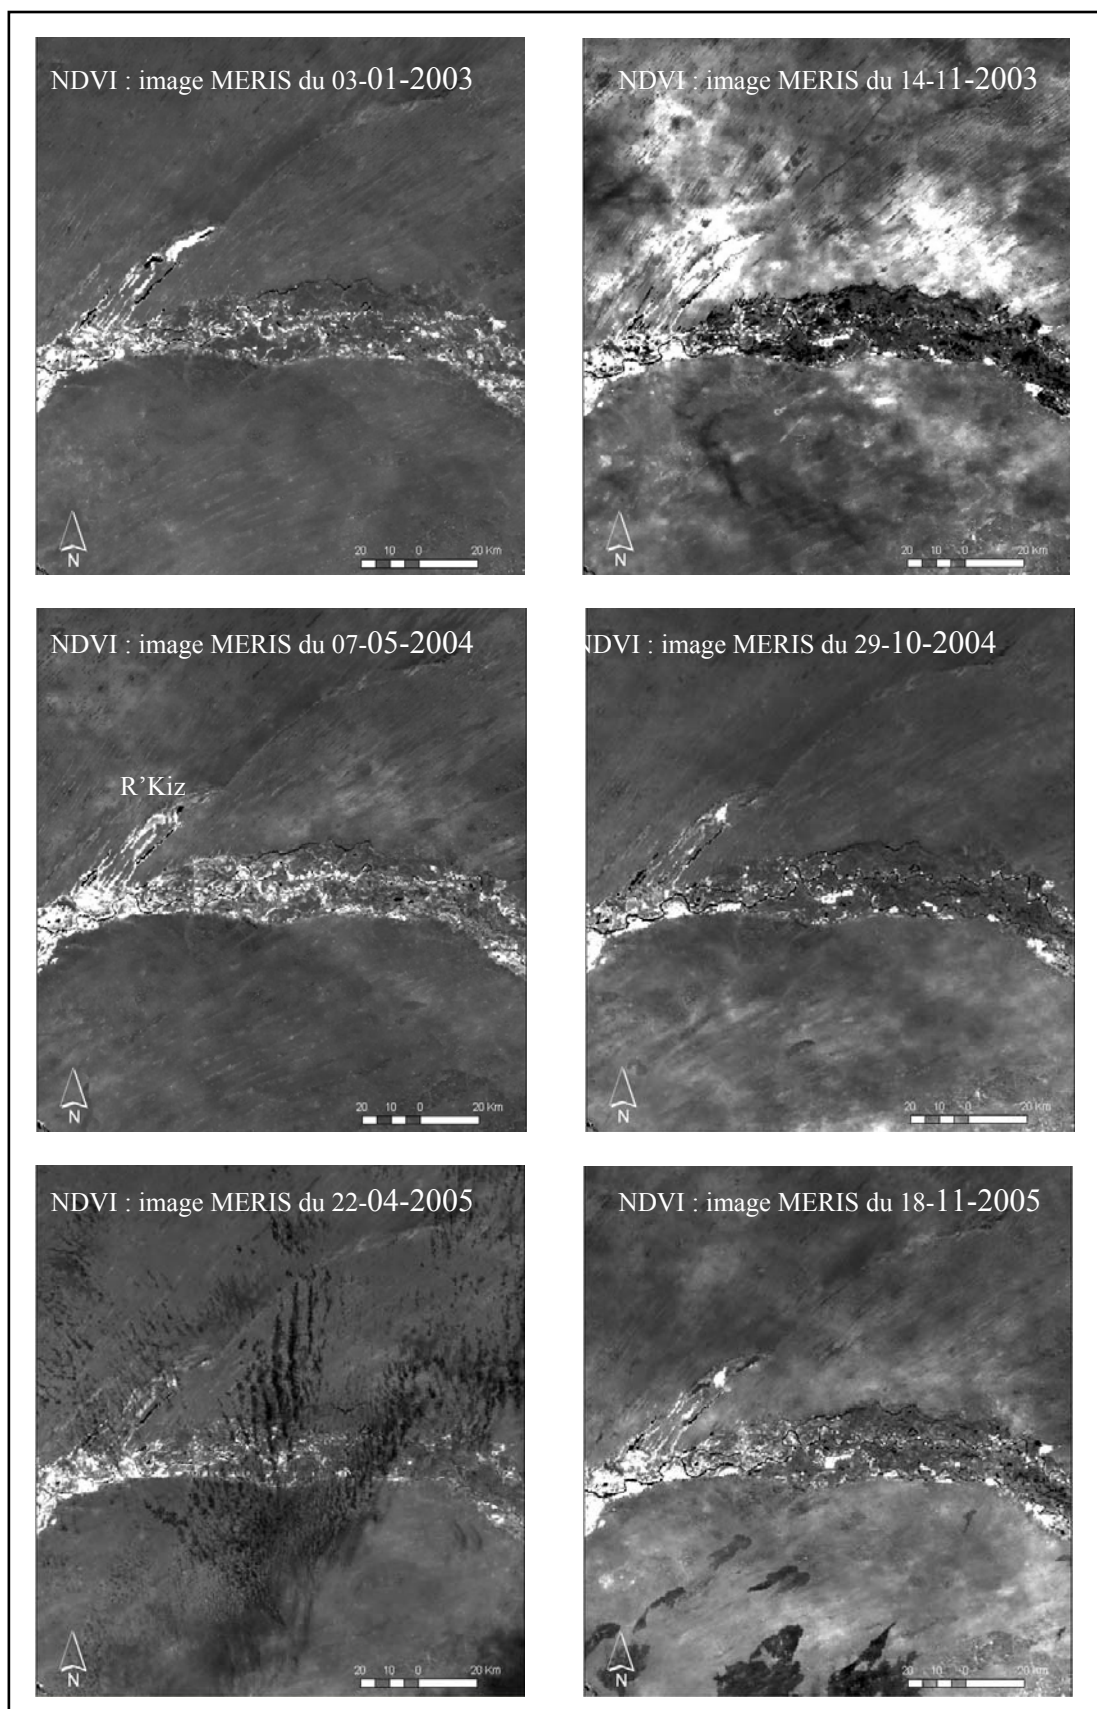 NDVI : image MERIS du 03-01-2003
NDVI : image MERIS du 14-11-2003
N
20 10 0 20 Km
N
20 10 0 20 Km
NDVI : image MERIS du 07-05-2004
NDVI : image MERIS du 29-10-2004
R’Kiz
N
20 10 0 20 Km
N
20 10 0 20 Km
NDVI : image MERIS du 22-04-2005
NDVI : image MERIS du 18-11-2005
N
20 10 0 20 Km
N
20 10 0 20 Km